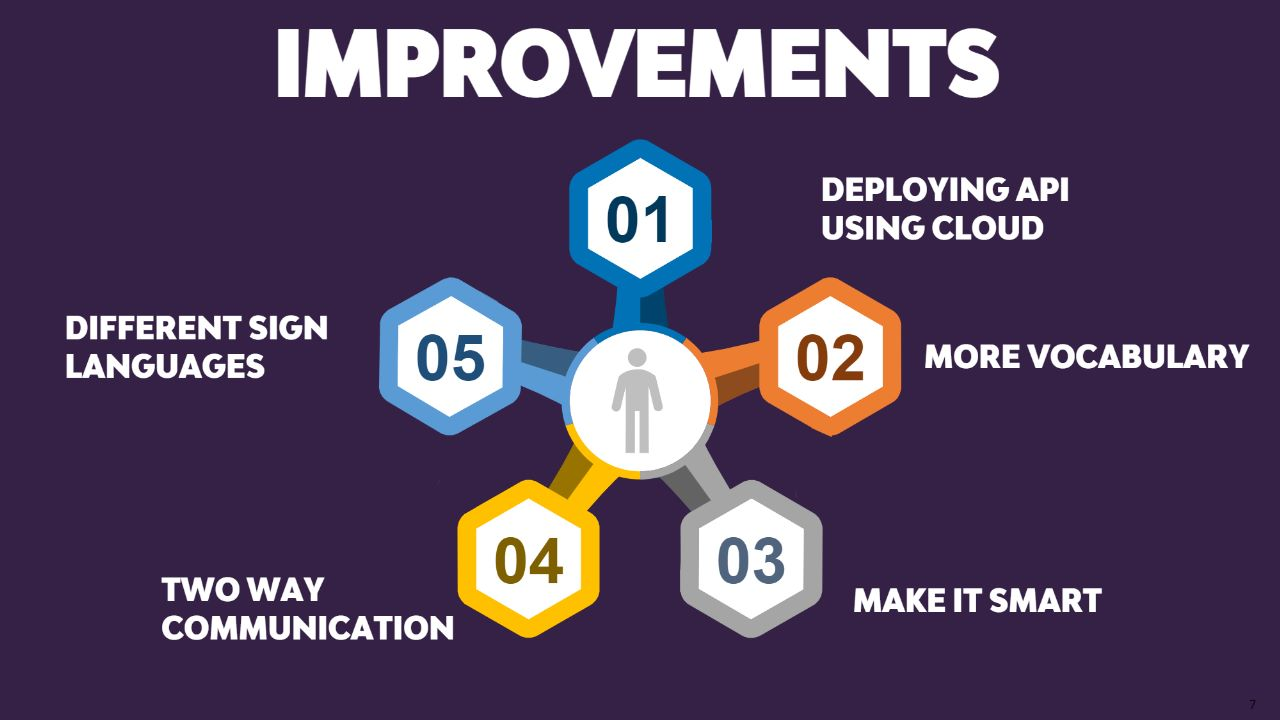 IMPROVEMENTS
01
DEPLOYING API
USING CLOUD
02
MORE VOCABULARY
03
MAKE IT SMART
04
TWO WAY
COMMUNICATION
05
DIFFERENT SIGN
LANGUAGES
7